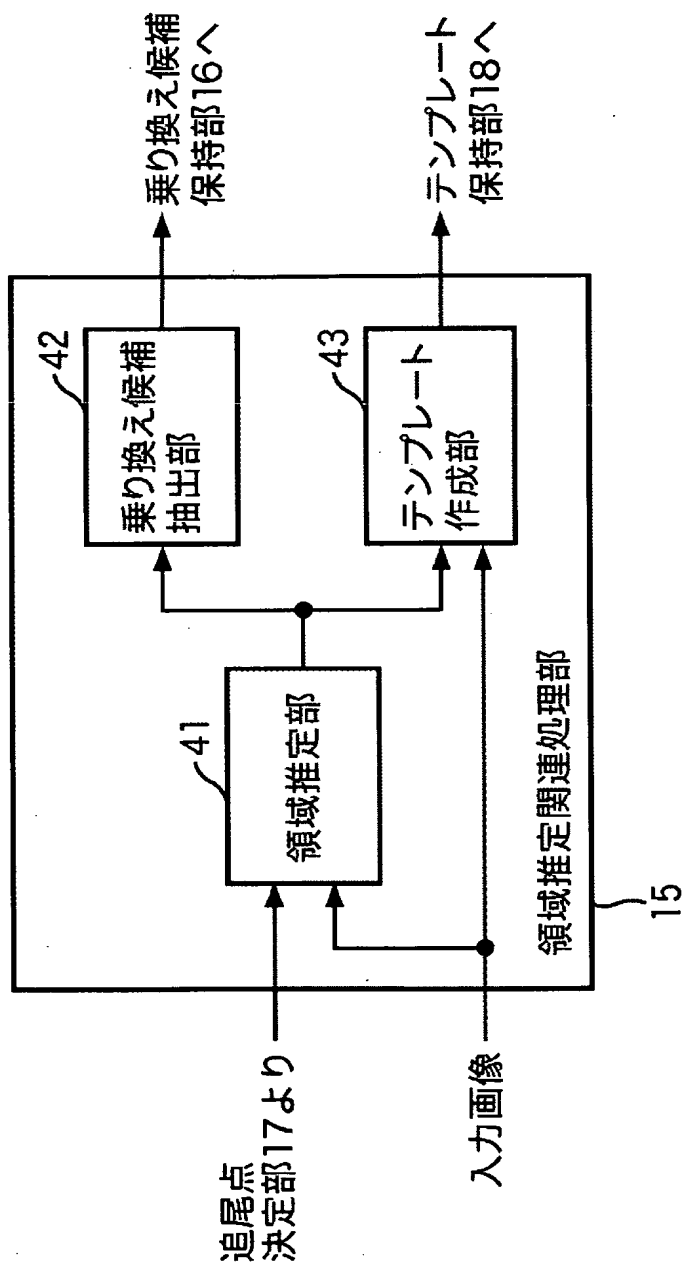 追尾点
決定部17より
入力画像
41
領域推定部
42
乗り換え候補
抽出部
43
テンプレート
作成部
領域推定関連処理部
15
乗り換え候補
保持部16へ
テンプレート
保持部18へ